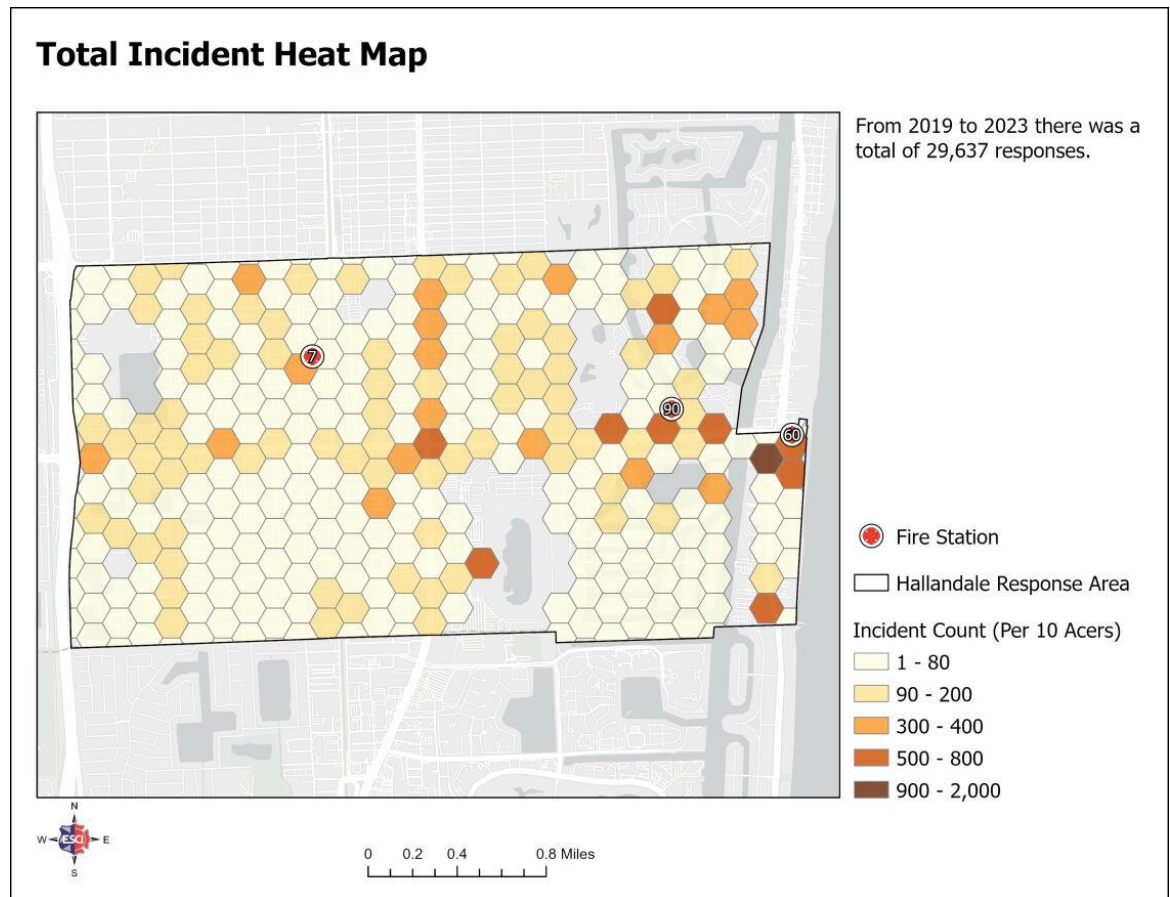 Total Incident Heat Map
From 2019 to 2023 there was a
total of 29,637 responses.
7
90
60
Fire Station
Hallandale Response Area
Incident Count (Per 10 Acers)
1 - 80
90 - 200
300 - 400
500 - 800
900 - 2,000
N
W ESCI E
S
0 0.2 0.4 0.8 Miles